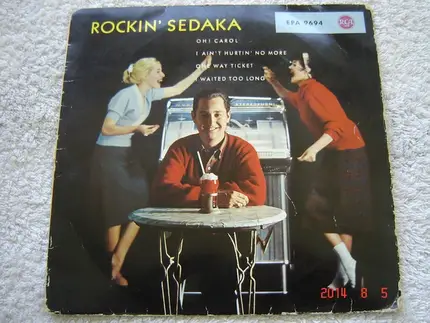 ROCKIN' SEDAKA
EPA 9694
RCA
OH! CAROL
I AIN'T HURTIN' NO MORE
ONE WAY TICKET
I WAITED TOO LONG
2014 8 5